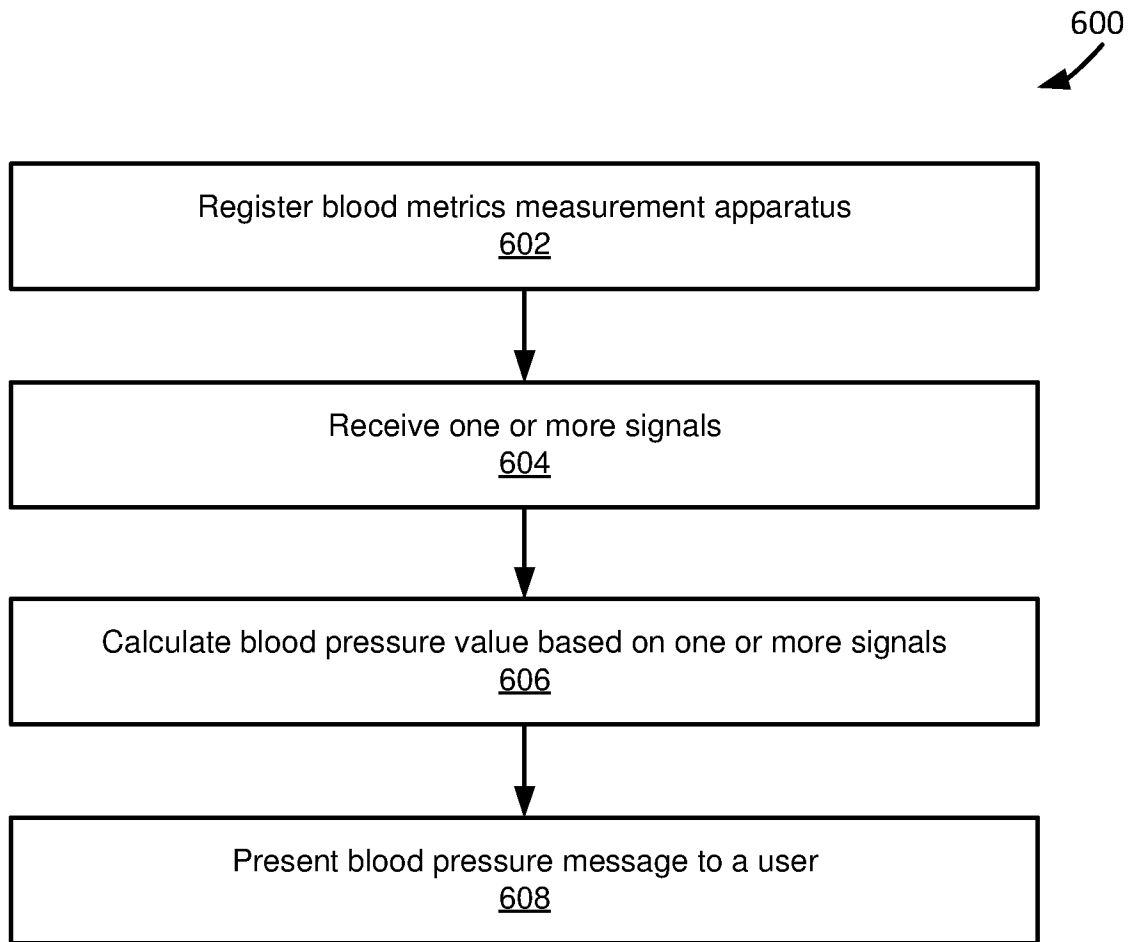 600
Register blood metrics measurement apparatus
602
Receive one or more signals
604
Calculate blood pressure value based on one or more signals
606
Present blood pressure message to a user
608